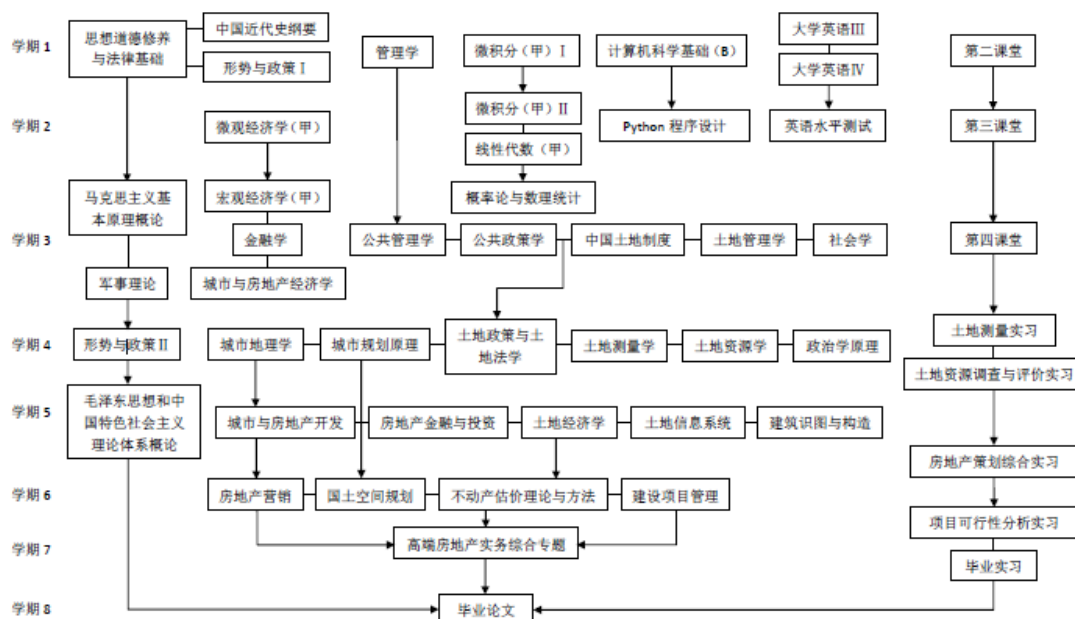 学期 1
思想道德修养
与法律基础
中国近代史纲要
形势与政策 I
管理学
微积分（甲）I
计算机科学基础（B）
大学英语III
大学英语IV
第二课堂
学期 2
微观经济学（甲）
微积分（甲）II
线性代数（甲）
Python 程序设计
英语水平测试
第三课堂
马克思主义基
本原理概论
宏观经济学（甲）
概率论与数理统计
学期 3
金融学
公共管理学
公共政策学
中国土地制度
土地管理学
社会学
第四课堂
军事理论
城市与房地产经济学
学期 4
形势与政策 II
城市地理学
城市规划原理
土地政策与土
地法学
土地测量学
土地资源学
政治学原理
土地测量实习
土地资源调查与评价实习
学期 5
毛泽东思想和中
国特色社会主义
理论体系概论
城市与房地产开发
房地产金融与投资
土地经济学
土地信息系统
建筑识图与构造
房地产策划综合实习
学期 6
房地产营销
国土空间规划
不动产估价理论与方法
建设项目管理
项目可行性分析实习
学期 7
高端房地产实务综合专题
毕业实习
学期 8
毕业论文